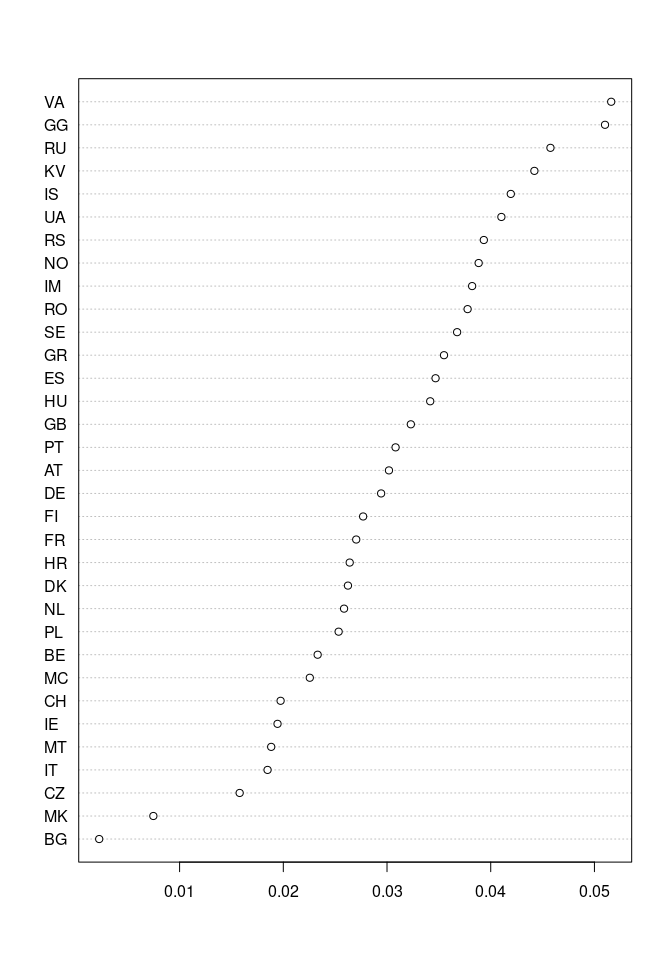 VA
GG
RU
KV
IS
UA
RS
NO
IM
RO
SE
GR
ES
HU
GB
PT
AT
DE
FI
FR
HR
DK
NL
PL
BE
MC
CH
IE
MT
IT
CZ
MK
BG
0.01 0.02 0.03 0.04 0.05